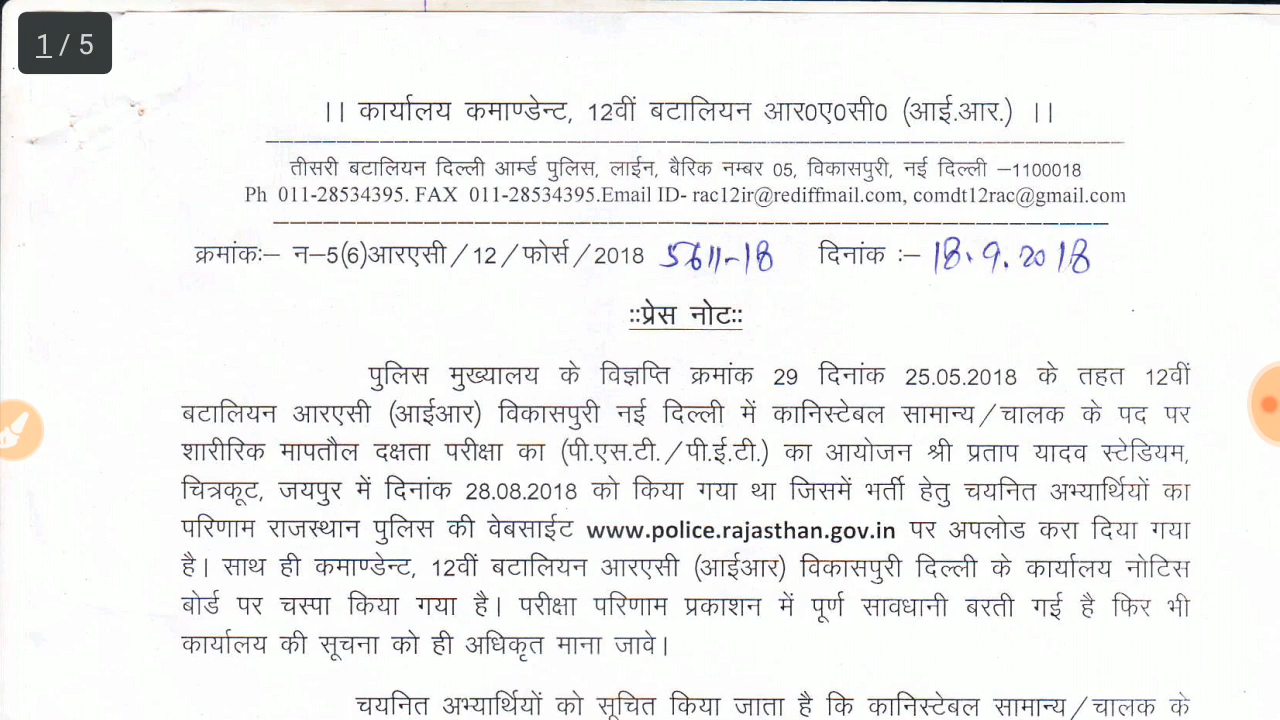 1 / 5
।। कार्यालय कमाण्डेन्ट, 12वीं बटालियन आर0ए0सी0 (आई.आर.) ।।
तीसरी बटालियन दिल्ली आर्म्ड पुलिस, लाईन, बैरिक नम्बर 05, विकासपुरी, नई दिल्ली –1100018
Ph 011-28534395. FAX 011-28534395.Email ID- rac12ir@rediffmail.com, comdt12rac@gmail.com
क्रमांकः– न–5(6)आरएसी/12/फोर्स/2018 5611-18 दिनांक :– 18.9.2018
::प्रेस नोट::
पुलिस मुख्यालय के विज्ञप्ति क्रमांक 29 दिनांक 25.05.2018 के तहत 12वीं
बटालियन आरएसी (आईआर) विकासपुरी नई दिल्ली में कानिस्टेबल सामान्य/चालक के पद पर
शारीरिक मापतौल दक्षता परीक्षा का (पी.एस.टी./पी.ई.टी.) का आयोजन श्री प्रताप यादव स्टेडियम,
चित्रकूट, जयपुर में दिनांक 28.08.2018 को किया गया था जिसमें भर्ती हेतु चयनित अभ्यार्थियों का
परिणाम राजस्थान पुलिस की वेबसाईट www.police.rajasthan.gov.in पर अपलोड करा दिया गया
है। साथ ही कमाण्डेन्ट, 12वीं बटालियन आरएसी (आईआर) विकासपुरी दिल्ली के कार्यालय नोटिस
बोर्ड पर चस्पा किया गया है। परीक्षा परिणाम प्रकाशन में पूर्ण सावधानी बरती गई है फिर भी
कार्यालय की सूचना को ही अधिकृत माना जावे।
चयनित अभ्यार्थियों को सूचित किया जाता है कि कानिस्टेबल सामान्य/चालक के